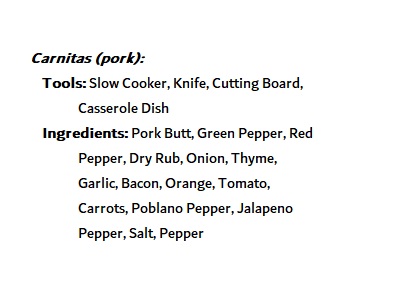 Carnitas (pork):
Tools: Slow Cooker, Knife, Cutting Board,
Casserole Dish
Ingredients: Pork Butt, Green Pepper, Red
Pepper, Dry Rub, Onion, Thyme,
Garlic, Bacon, Orange, Tomato,
Carrots, Poblano Pepper, Jalapeno
Pepper, Salt, Pepper